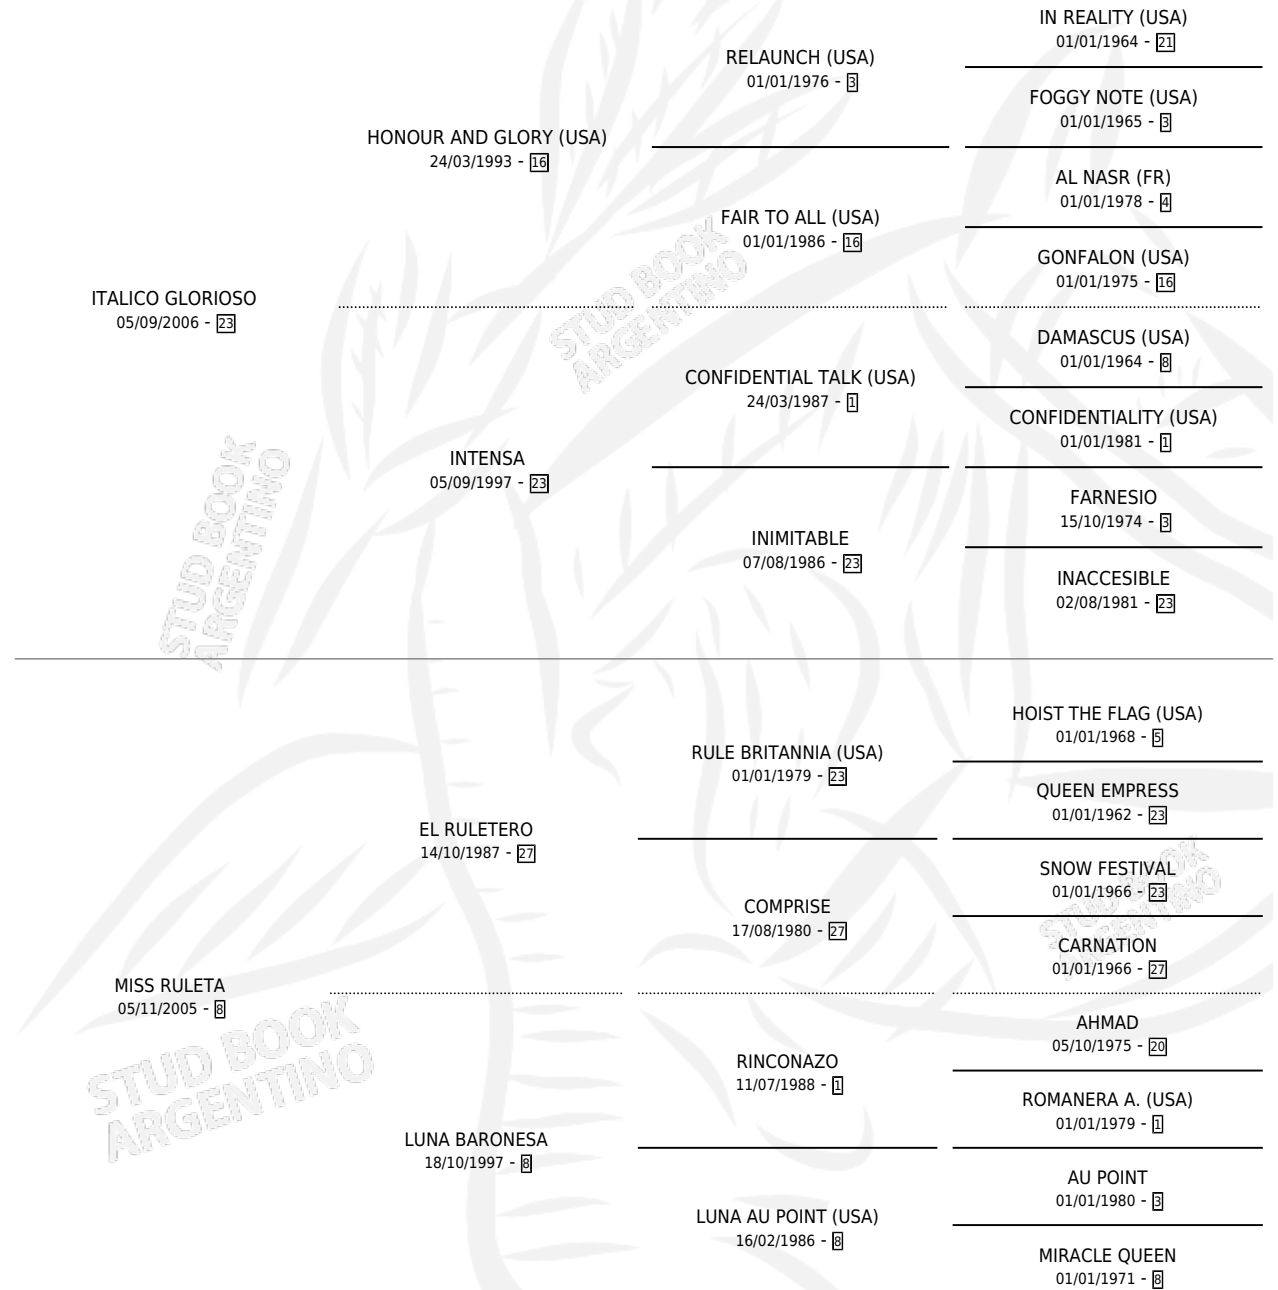 IN REALITY (USA)
01/01/1964 - 21
RELAUNCH (USA)
01/01/1976 - 3
FOGGY NOTE (USA)
01/01/1965 - 3
HONOUR AND GLORY (USA)
24/03/1993 - 16
AL NASR (FR)
01/01/1978 - 4
FAIR TO ALL (USA)
01/01/1986 - 16
GONFALON (USA)
01/01/1975 - 16
ITALICO GLORIOSO
05/09/2006 - 23
DAMASCUS (USA)
01/01/1964 - 8
CONFIDENTIAL TALK (USA)
24/03/1987 - 1
CONFIDENTIALITY (USA)
01/01/1981 - 1
INTENSA
05/09/1997 - 23
FARNESIO
15/10/1974 - 3
INIMITABLE
07/08/1986 - 23
INACCESIBLE
02/08/1981 - 23
HOIST THE FLAG (USA)
01/01/1968 - 5
RULE BRITANNIA (USA)
01/01/1979 - 23
QUEEN EMPRESS
01/01/1962 - 23
EL RULETERO
14/10/1987 - 27
SNOW FESTIVAL
01/01/1966 - 23
COMPRISE
17/08/1980 - 27
CARNATION
01/01/1966 - 27
MISS RULETA
05/11/2005 - 8
AHMAD
05/10/1975 - 20
RINCONAZO
11/07/1988 - 1
ROMANERA A. (USA)
01/01/1979 - 1
LUNA BARONESA
18/10/1997 - 8
AU POINT
01/01/1980 - 3
LUNA AU POINT (USA)
16/02/1986 - 8
MIRACLE QUEEN
01/01/1971 - 8
STUD BOOK
ARGENTINO
STUD BOOK
ARGENTINO
STUD BOOK
ARGENTINO
STUD BOOK
ARGENTINO